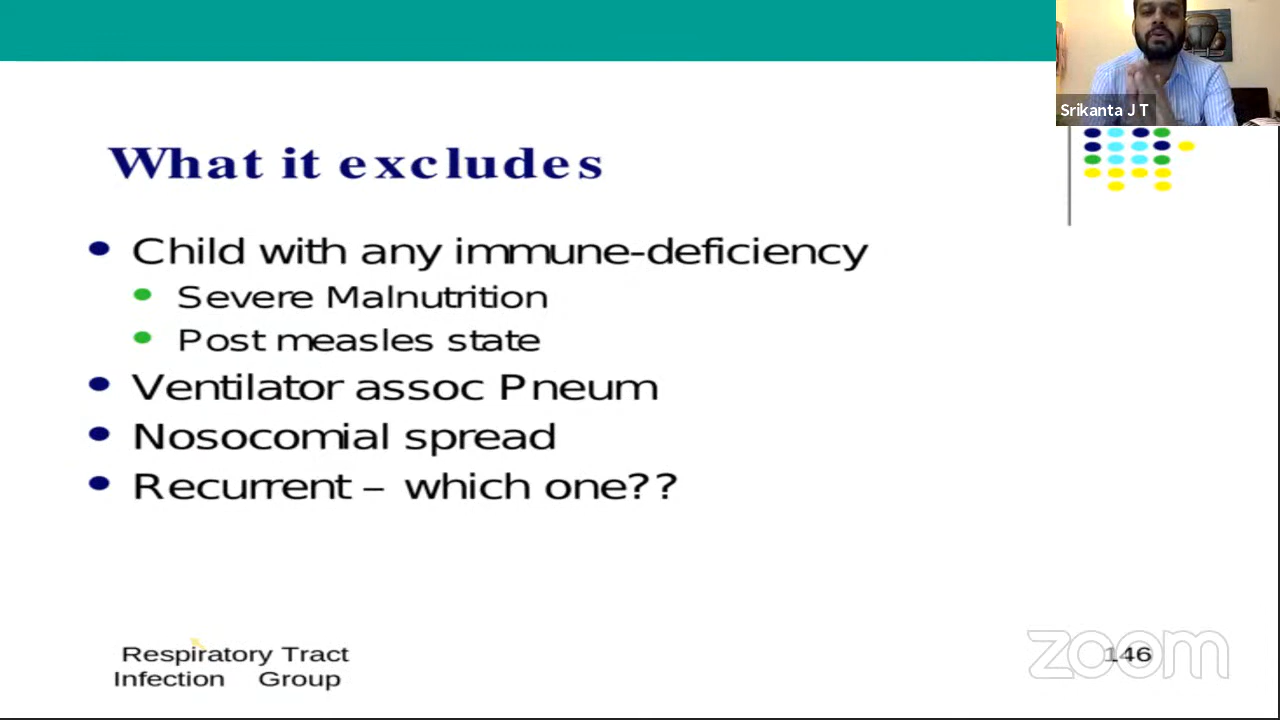 Srikanta J T
What it excludes
Child with any immune-deficiency
Severe Malnutrition
Post measles state
Ventilator assoc Pneum
Nosocomial spread
Recurrent – which one??
Respiratory Tract
Infection Group
146
zoom